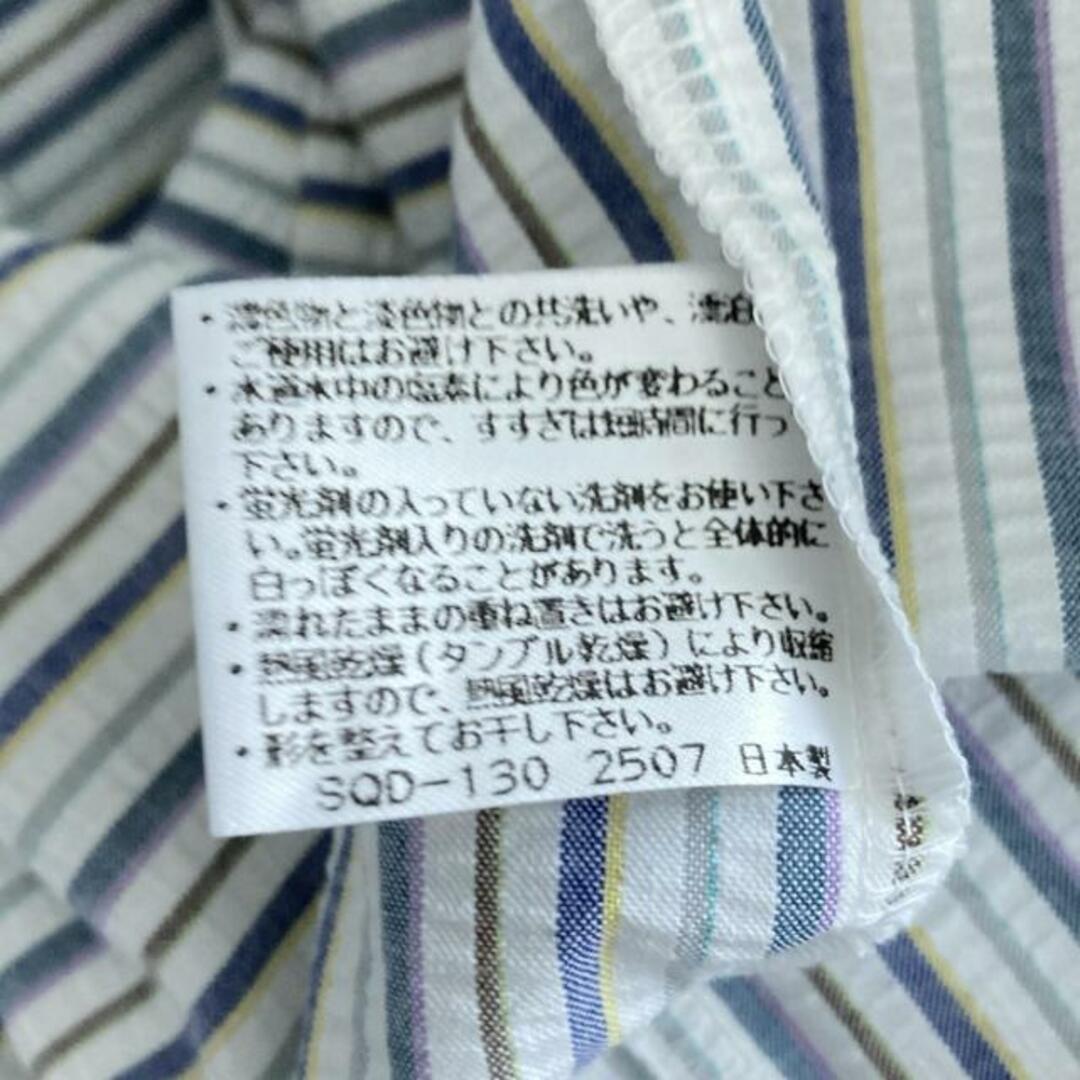 ・濃色物と淡色物との共洗いや、漂白
ご使用はお避け下さい。
・水道水中の塩素により色が変わること
ありますので、すすぎは短時間に行っ
下さい。
・蛍光剤の入っていない洗剤をお使い下さ
い。蛍光剤入りの洗剤で洗うと全体的に
白っぽくなることがあります。
・濡れたままの重ね置きはお避け下さい。
・熱風乾燥(タンブル乾燥)により収縮
しますので、熱風乾燥はお避け下さい。
・形を整えてお干し下さい。
SQD-130 2507 日本製